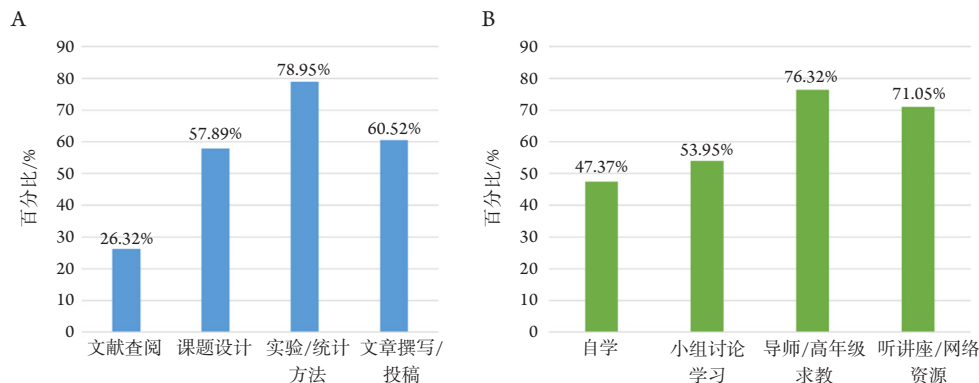 A
百分比/%
90
80
70
60
50
40
30
20
10
0
26.32%
57.89%
78.95%
60.52%
文献查阅
课题设计
实验/统计
方法
文章撰写/
投稿
B
百分比/%
90
80
70
60
50
40
30
20
10
0
47.37%
53.95%
76.32%
71.05%
自学
小组讨论
学习
导师/高年级
求教
听讲座/网络
资源